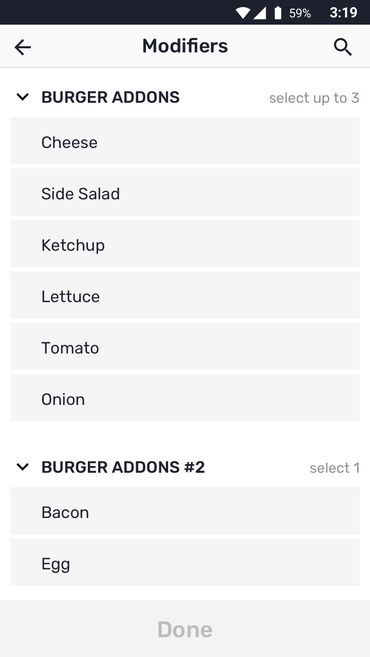 59% 3:19
Modifiers
BURGER ADDONS select up to 3
Cheese
Side Salad
Ketchup
Lettuce
Tomato
Onion
BURGER ADDONS #2 select 1
Bacon
Egg
Done